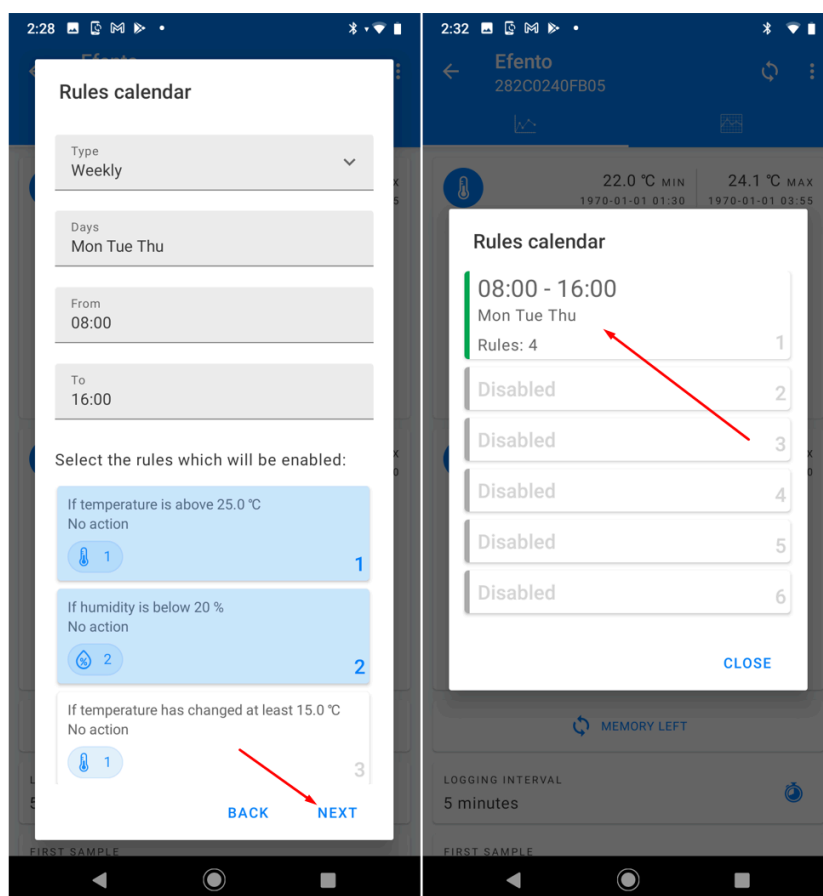 2:28
Rules calendar
Type
Weekly
Days
Mon Tue Thu
From
08:00
To
16:00
Select the rules which will be enabled:
If temperature is above 25.0 °C
No action
1
1
If humidity is below 20 %
No action
% 2
2
If temperature has changed at least 15.0 °C
No action
1
3
BACK NEXT
FIRST SAMPLE
2:32
Efento
282C0240FB05
22.0 °C MIN 24.1 °C MAX
1970-01-01 01:30 1970-01-01 03:55
Rules calendar
08:00 - 16:00
Mon Tue Thu
Rules: 4
1
Disabled 2
Disabled 3
Disabled 4
Disabled 5
Disabled 6
CLOSE
MEMORY LEFT
LOGGING INTERVAL
5 minutes
FIRST SAMPLE